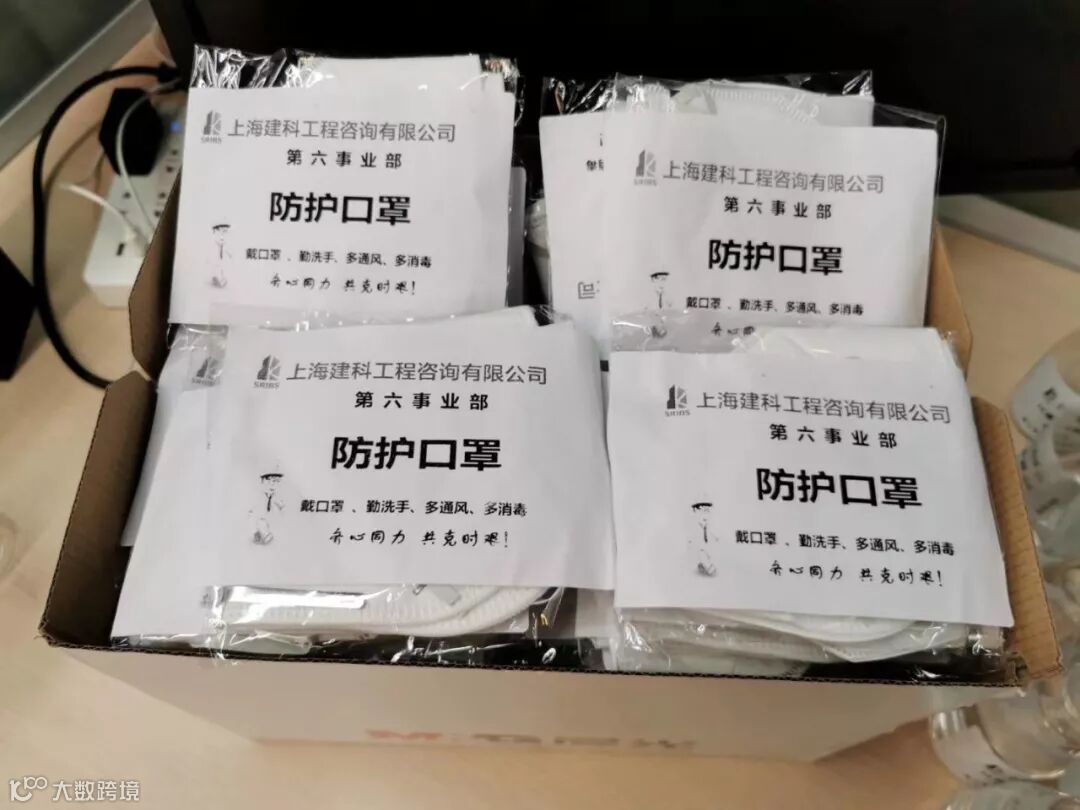 SRIBS 上海建科工程咨询有限公司
第六事业部
防护口罩
戴口罩、勤洗手、多通风、多消毒
齐心同力 共克时艰!
SRIBS 上海建科工程咨询有限公司
第六事业部
防护口罩
戴口罩、勤洗手、多通风、多消毒
齐心
SRIBS 上海建科工程咨询有限公司
第六事业部
防护口罩
戴口罩、勤洗手、多通风、多消毒
齐心同力 共克时艰!
SRIBS 上海建科工程咨询有限公司
第六事业部
防护口罩
戴口罩、勤洗手、多通风、多消毒
齐心同力 共克时艰!
大数跨境